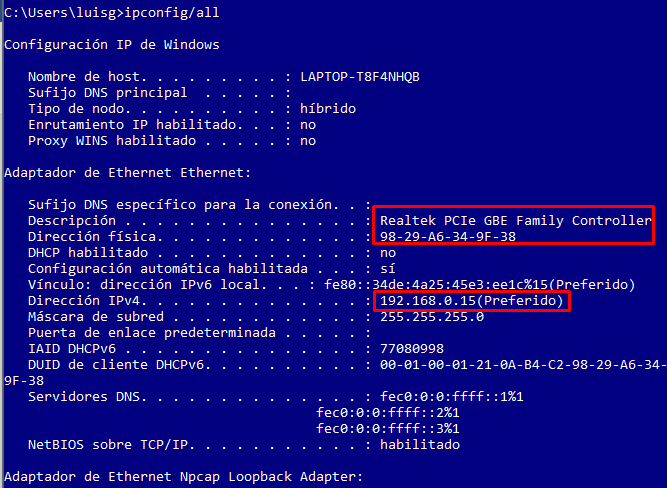 C:\Users\luisg>ipconfig/all
Configuración IP de Windows
Nombre de host. . . . . . . . . : LAPTOP-T8F4NHQB
Sufijo DNS principal  . . . . . :
Tipo de nodo. . . . . . . . . . : híbrido
Enrutamiento IP habilitado. . . : no
Proxy WINS habilitado . . . . . : no
Adaptador de Ethernet Ethernet:
Sufijo DNS específico para la conexión. . :
Descripción . . . . . . . . . . . . . . . : Realtek PCIe GBE Family Controller
Dirección física. . . . . . . . . . . . . : 98-29-A6-34-9F-38
DHCP habilitado . . . . . . . . . . . . . : no
Configuración automática habilitada . . . : sí
Vínculo: dirección IPv6 local. . . : fe80::34de:4a25:45e3:ee1c%15(Preferido)
Dirección IPv4. . . . . . . . . . . . . . : 192.168.0.15(Preferido)
Máscara de subred . . . . . . . . . . . . : 255.255.255.0
Puerta de enlace predeterminada . . . . . :
IAID DHCPv6 . . . . . . . . . . . . . . . : 77080998
DUID de cliente DHCPv6. . . . . . . . . . : 00-01-00-01-21-0A-B4-C2-98-29-A6-34-
9F-38
Servidores DNS. . . . . . . . . . . . . . : fec0:0:0:ffff::1%1
fec0:0:0:ffff::2%1
fec0:0:0:ffff::3%1
NetBIOS sobre TCP/IP. . . . . . . . . . . : habilitado
Adaptador de Ethernet Npcap Loopback Adapter: